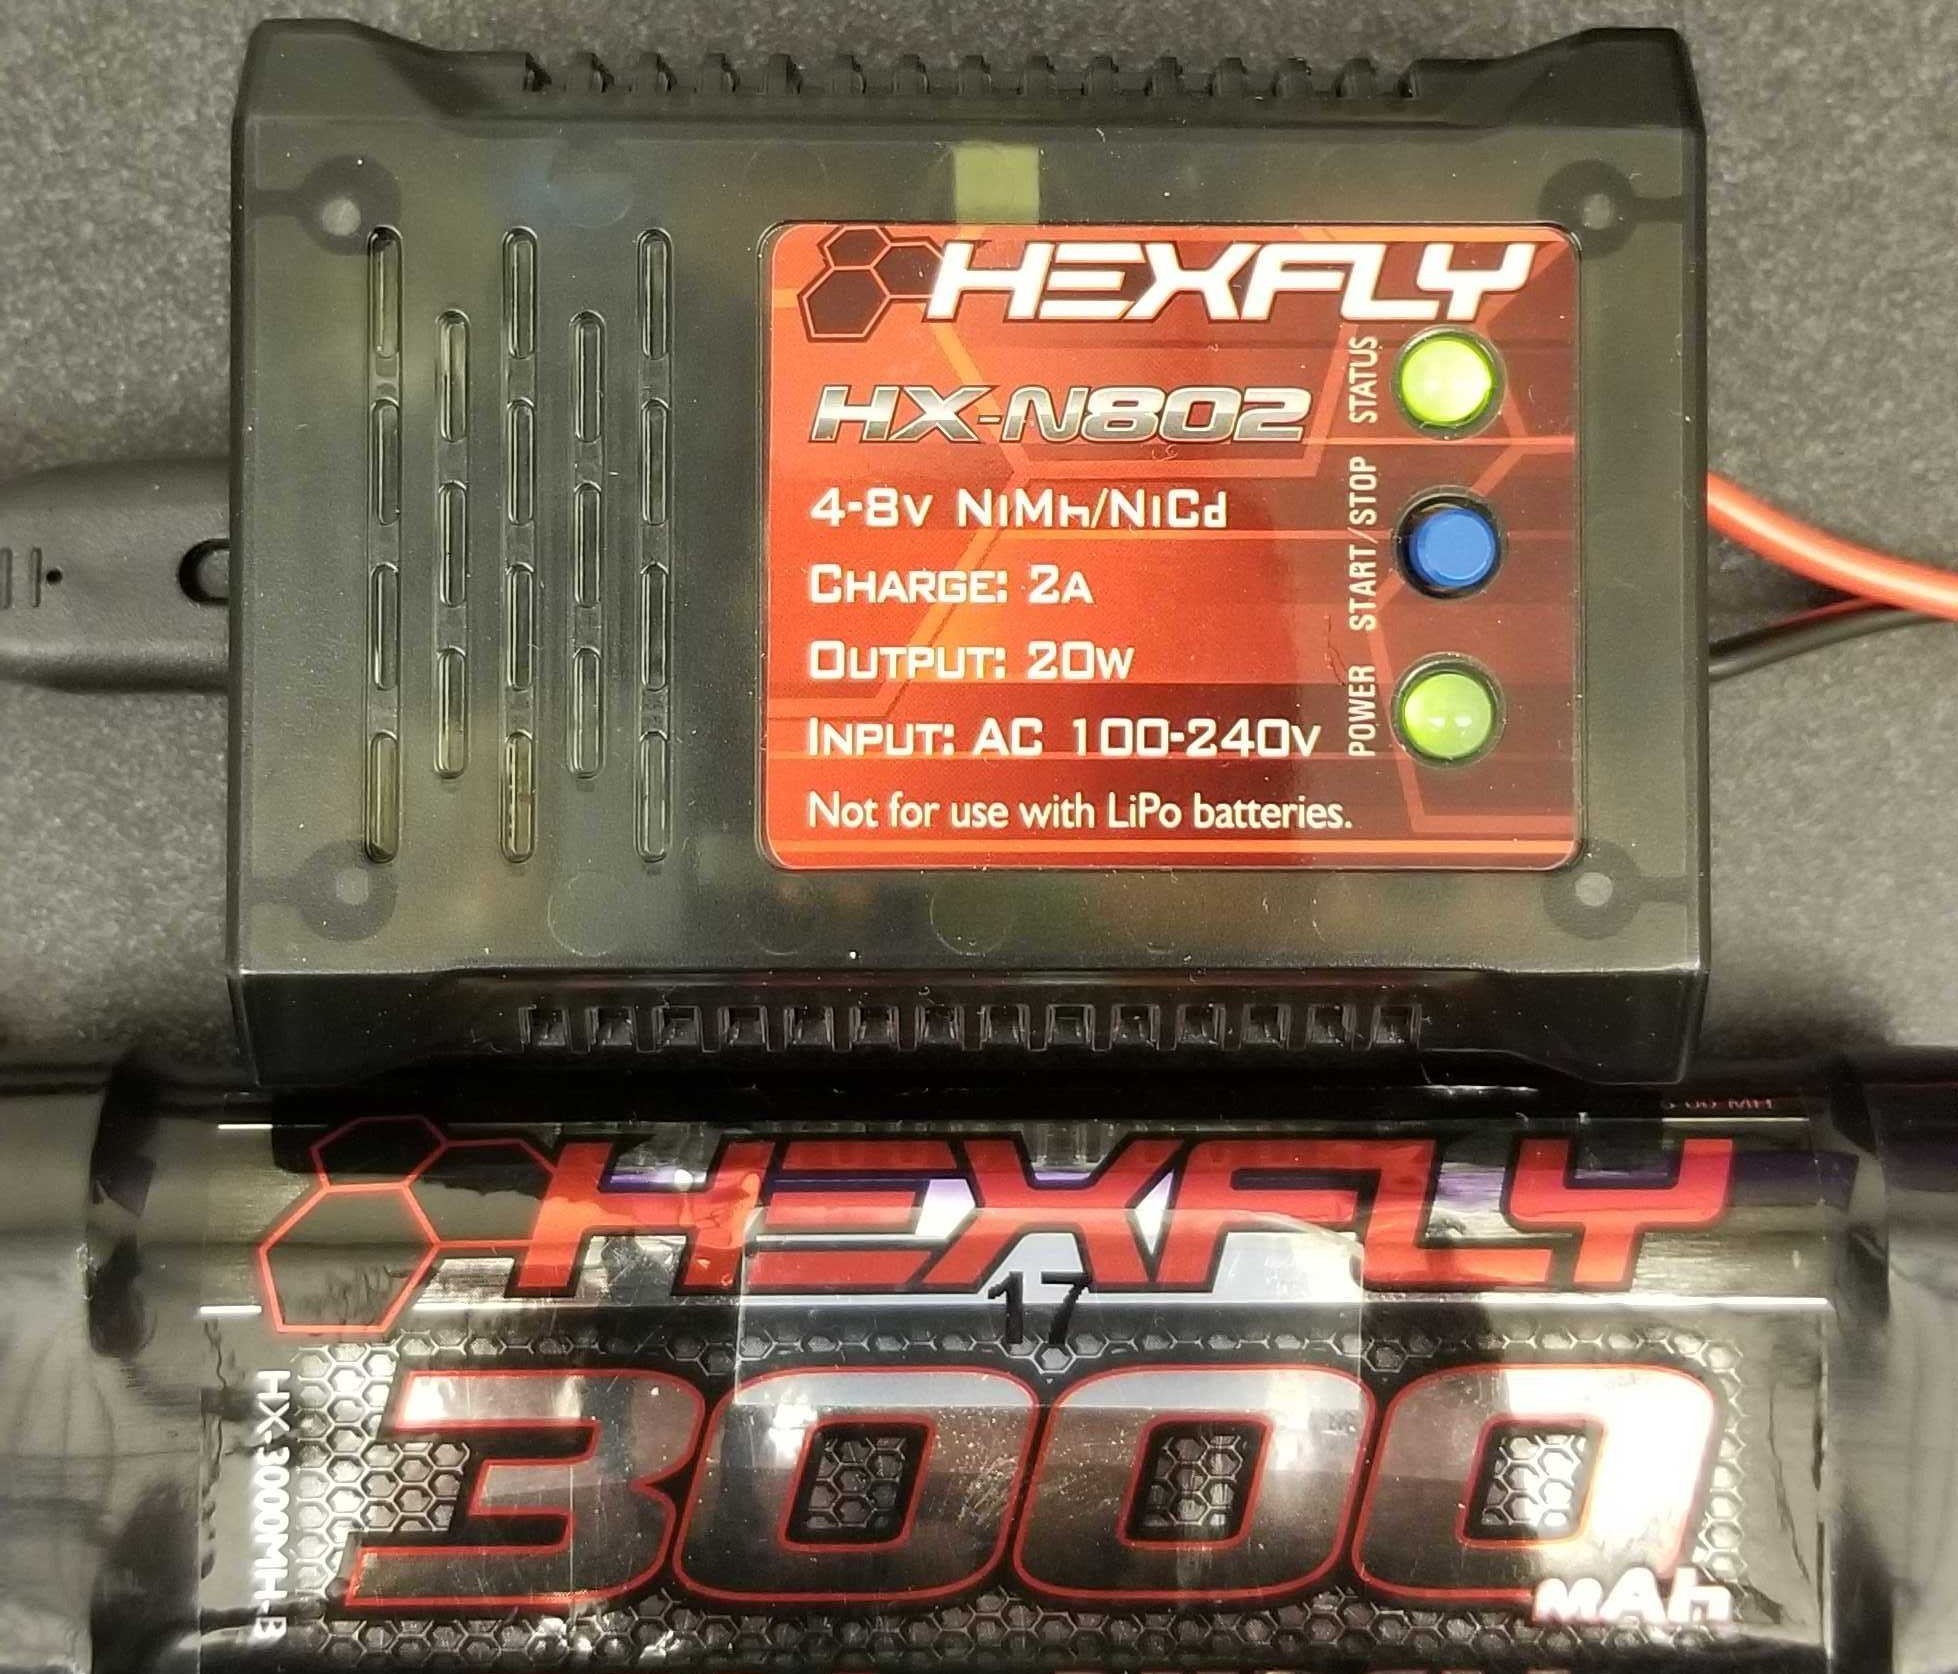 HEXFLY
HX-N802
4-8V NiMh/NiCd
CHARGE: 2A
OUTPUT: 20W
INPUT: AC 100-240V
Not for use with LiPo batteries.
STATUS
START/STOP
POWER
HEXFLY
17
3000
mAh
HX-3000MH-B